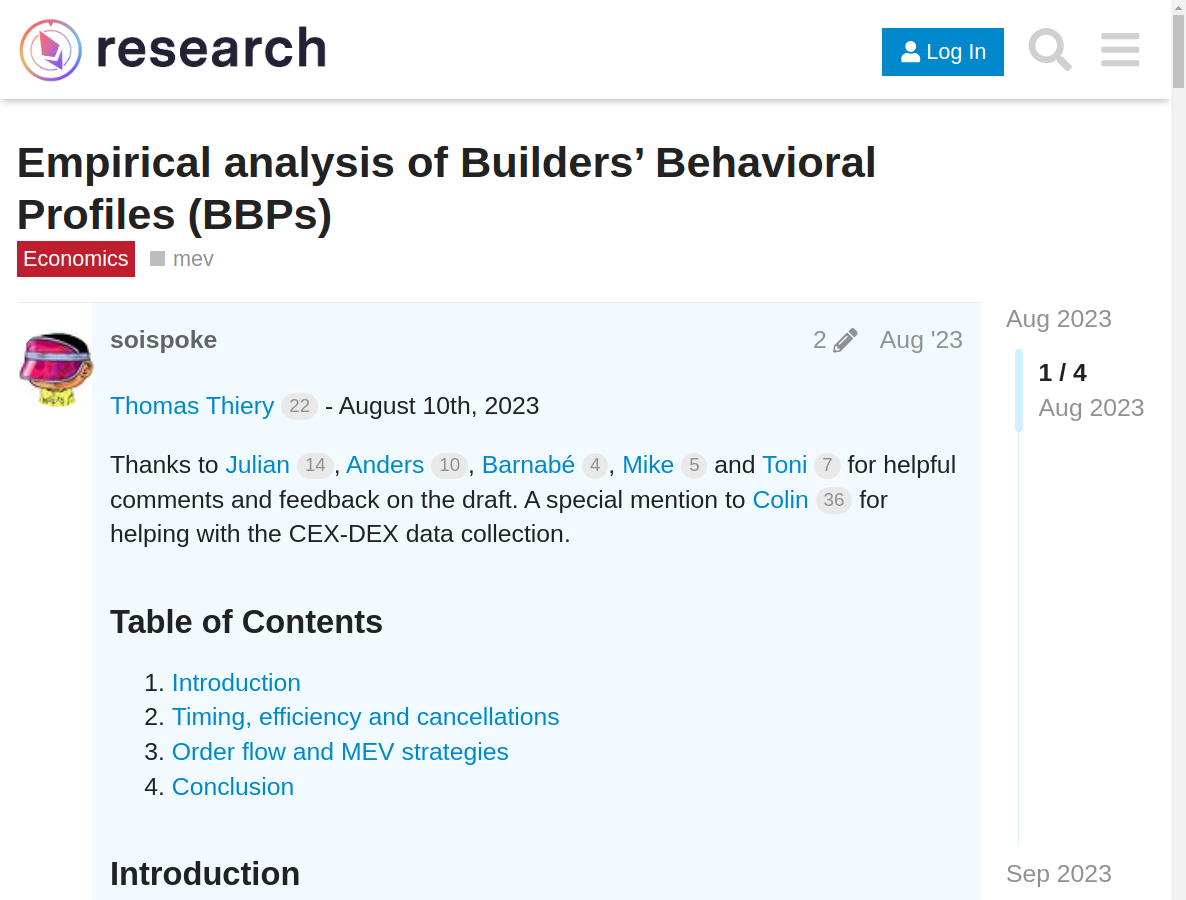 research
Log In
Empirical analysis of Builders’ Behavioral
Profiles (BBPs)
Economics mev
soispoke 2 Aug '23
Thomas Thiery 22 - August 10th, 2023
Thanks to Julian 14 , Anders 10 , Barnabé 4 , Mike 5 and Toni 7 for helpful
comments and feedback on the draft. A special mention to Colin 36 for
helping with the CEX-DEX data collection.
Table of Contents
1. Introduction
2. Timing, efficiency and cancellations
3. Order flow and MEV strategies
4. Conclusion
Introduction
Aug 2023
1 / 4
Aug 2023
Sep 2023